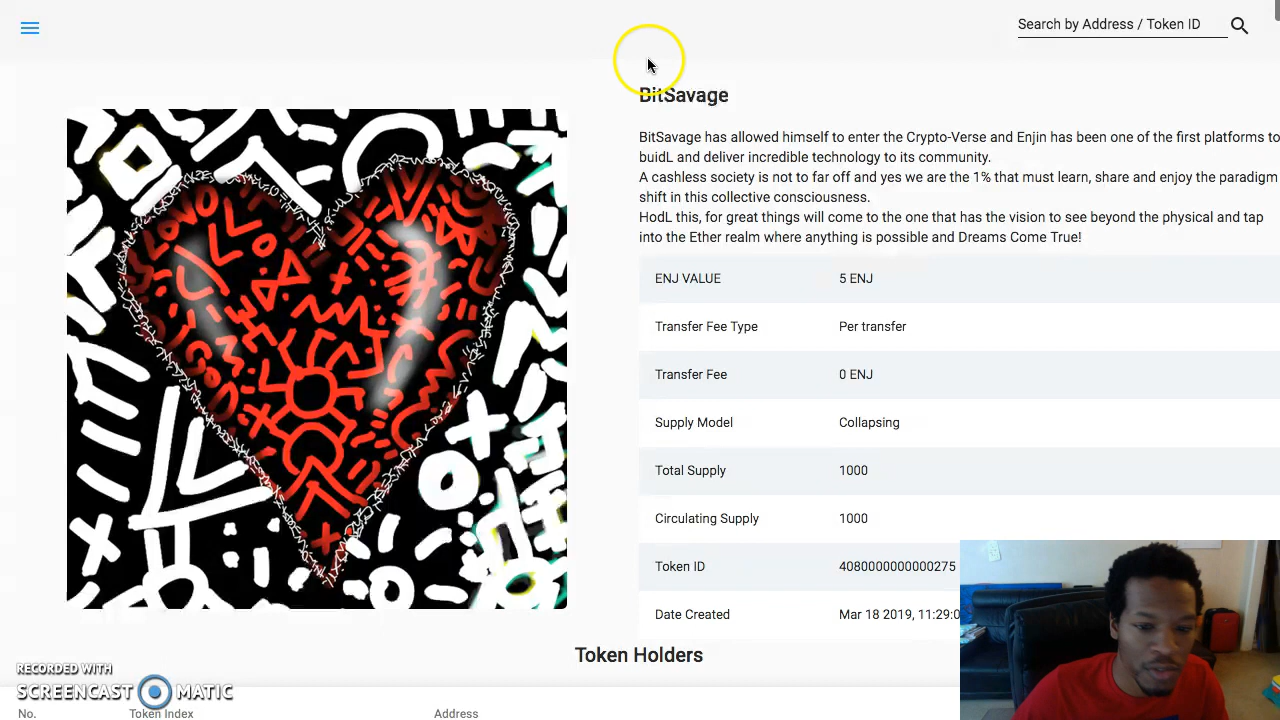 Search by Address / Token ID
BitSavage
BitSavage has allowed himself to enter the Crypto-Verse and Enjin has been one of the first platforms to
buidL and deliver incredible technology to its community.
A cashless society is not to far off and yes we are the 1% that must learn, share and enjoy the paradigm
shift in this collective consciousness.
HodL this, for great things will come to the one that has the vision to see beyond the physical and tap
into the Ether realm where anything is possible and Dreams Come True!
ENJ VALUE 5 ENJ
Transfer Fee Type Per transfer
Transfer Fee 0 ENJ
Supply Model Collapsing
Total Supply 1000
Circulating Supply 1000
Token ID 4080000000000275
Date Created Mar 18 2019, 11:29:0
Token Holders
RECORDED WITH
SCREENCAST MATIC
No. Token Index Address